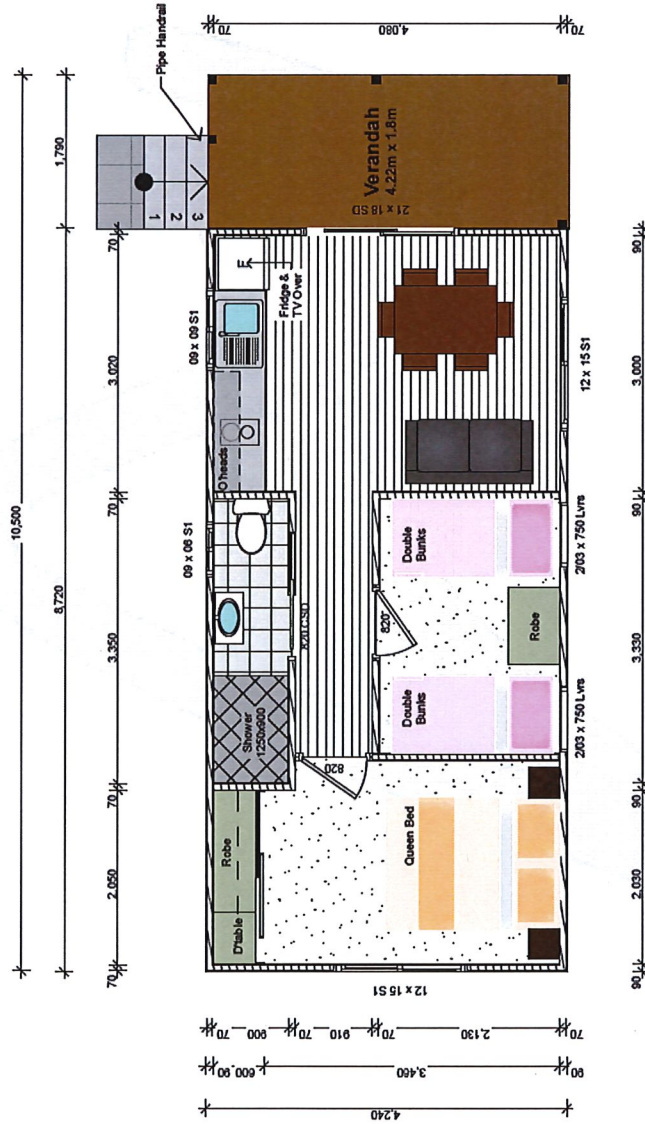 10,500
8,720
1,790
70
2,050
70
3,350
70
3,020
70
Pipe Handrail
1
2
3
70
4,080
70
09 x 06 S1
09 x 09 S1
D'table
Robe
Shower
1250x900
O'heads
F
Fridge &
TV Over
820 CSD
820
820
21 x 18 SD
Verandah
4.22m x 1.8m
Queen Bed
Double
Bunks
Robe
Double
Bunks
12 x 15 S1
2/03 x 750 Lvrs
2/03 x 750 Lvrs
12 x 15 S1
90
2,030
90
3,330
90
3,000
90
70
900
70
910
70
2,130
70
600
90
3,460
90
4,240